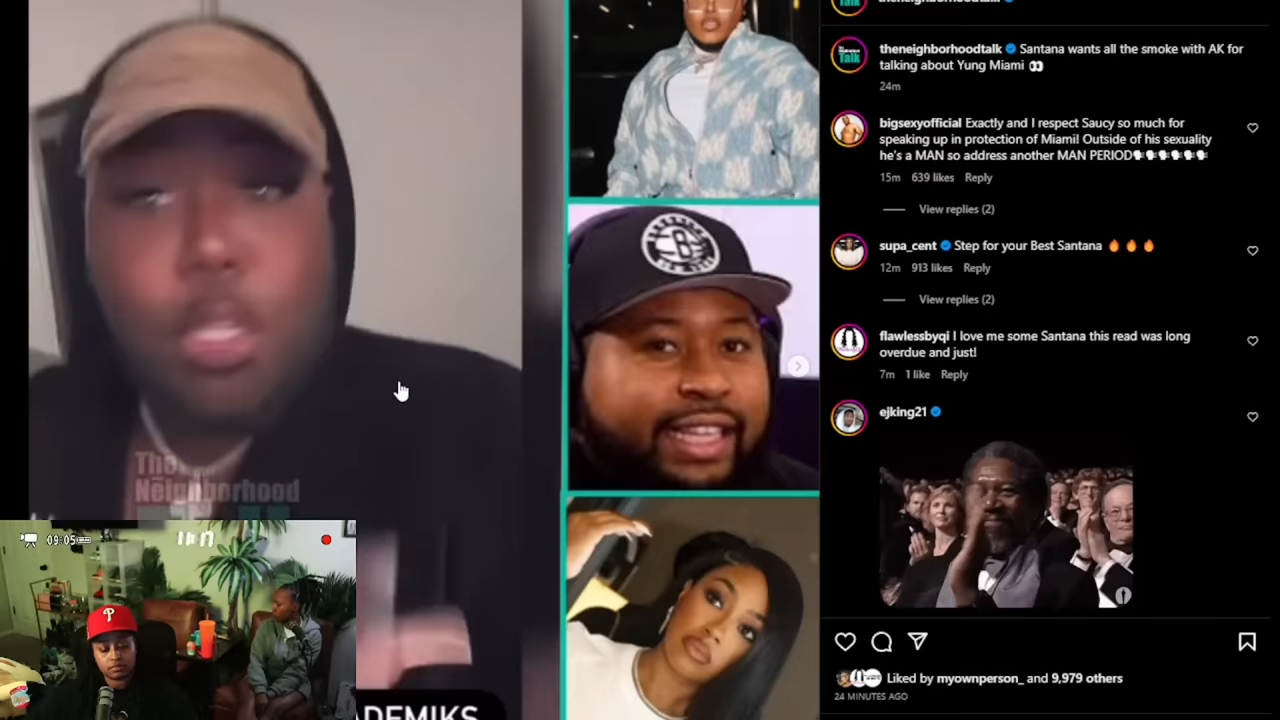 theneighborhoodtalk
theneighborhoodtalk Santana wants all the smoke with AK for
talking about Yung Miami 👀
24m
bigsexyofficial Exactly and I respect Saucy so much for
speaking up in protection of Miami! Outside of his sexuality
he's a MAN so address another MAN PERIOD🗣🗣🗣🗣🗣🗣
15m 639 likes Reply
View replies (2)
supa_cent Step for your Best Santana 🔥🔥🔥
12m 913 likes Reply
View replies (2)
flawlessbyqi I love me some Santana this read was long
overdue and just!
7m 1 like Reply
ejking21
Liked by myownperson_ and 9,979 others
24 MINUTES AGO
The
Neighborhood
09:05
P
B
Talk